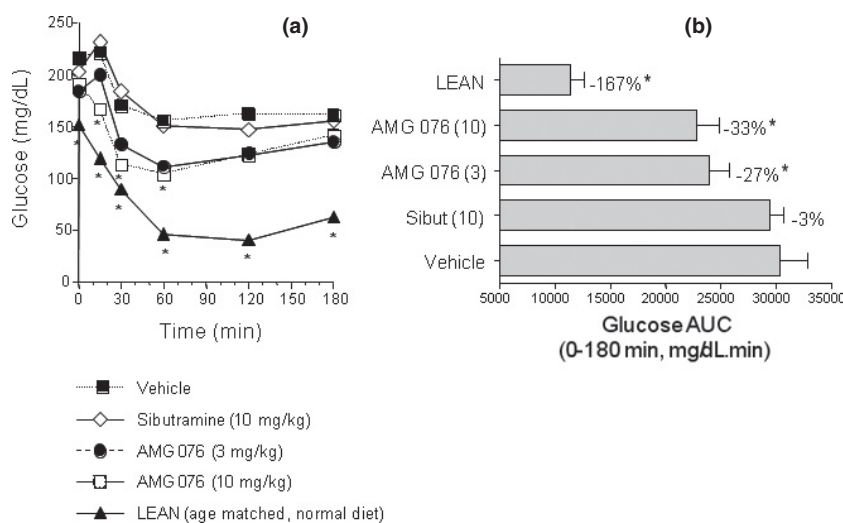 (a)
Glucose (mg/dL)
250
200
150
100
50
0
* * * * * * * *
0 30 60 90 120 150 180
Time (min)
Vehicle
Sibutramine (10 mg/kg)
AMG 076 (3 mg/kg)
AMG 076 (10 mg/kg)
LEAN (age matched, normal diet)
(b)
LEAN -167% *
AMG 076 (10) -33% *
AMG 076 (3) -27% *
Sibut (10) -3%
Vehicle
5000 10000 15000 20000 25000 30000 35000
Glucose AUC
(0-180 min, mg/dL.min)